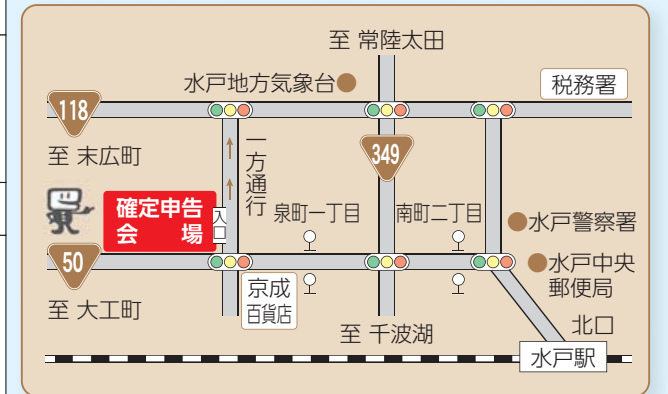 至 常陸太田
水戸地方気象台
税務署
118
至 末広町
一方通行
349
確定申告
会場
入口
泉町一丁目
南町二丁目
水戸警察署
50
京成
百貨店
水戸中央
郵便局
至 大工町
至 千波湖
北口
水戸駅